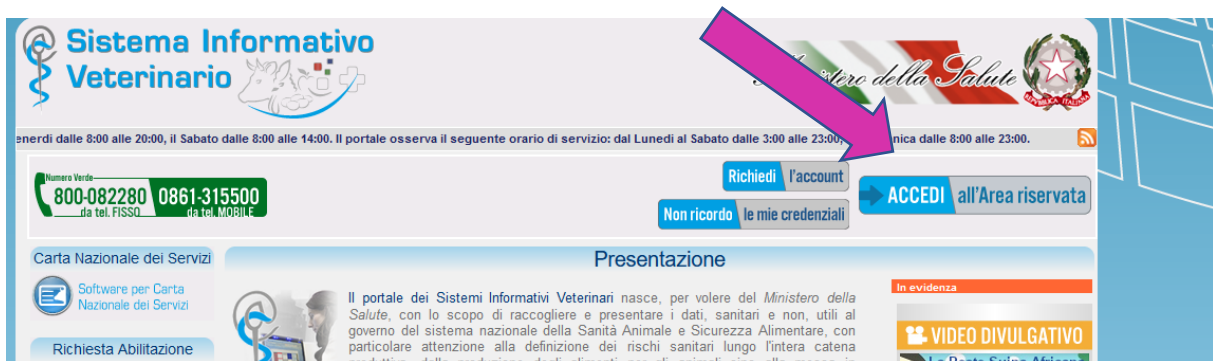 Sistema Informativo
Veterinario
della Salute
REPUBBLICA ITALIANA
enerdi dalle 8:00 alle 20:00, il Sabato dalle 8:00 alle 14:00. Il portale osserva il seguente orario di servizio: dal Lunedi al Sabato dalle 3:00 alle 23:00, nica dalle 8:00 alle 23:00.
Numero Verde
800-082280 0861-315500
da tel. FISSO da tel. MOBILE
Richiedi l'account
Non ricordo le mie credenziali
ACCEDI all'Area riservata
Carta Nazionale dei Servizi
Software per Carta
Nazionale dei Servizi
Richiesta Abilitazione
Presentazione
Il portale dei Sistemi Informativi Veterinari nasce, per volere del Ministero della
Salute, con lo scopo di raccogliere e presentare i dati, sanitari e non, utili al
governo del sistema nazionale della Sanità Animale e Sicurezza Alimentare, con
particolare attenzione alla definizione dei rischi sanitari lungo l'intera catena
In evidenza
VIDEO DIVULGATIVO
La Peste Suina Africana